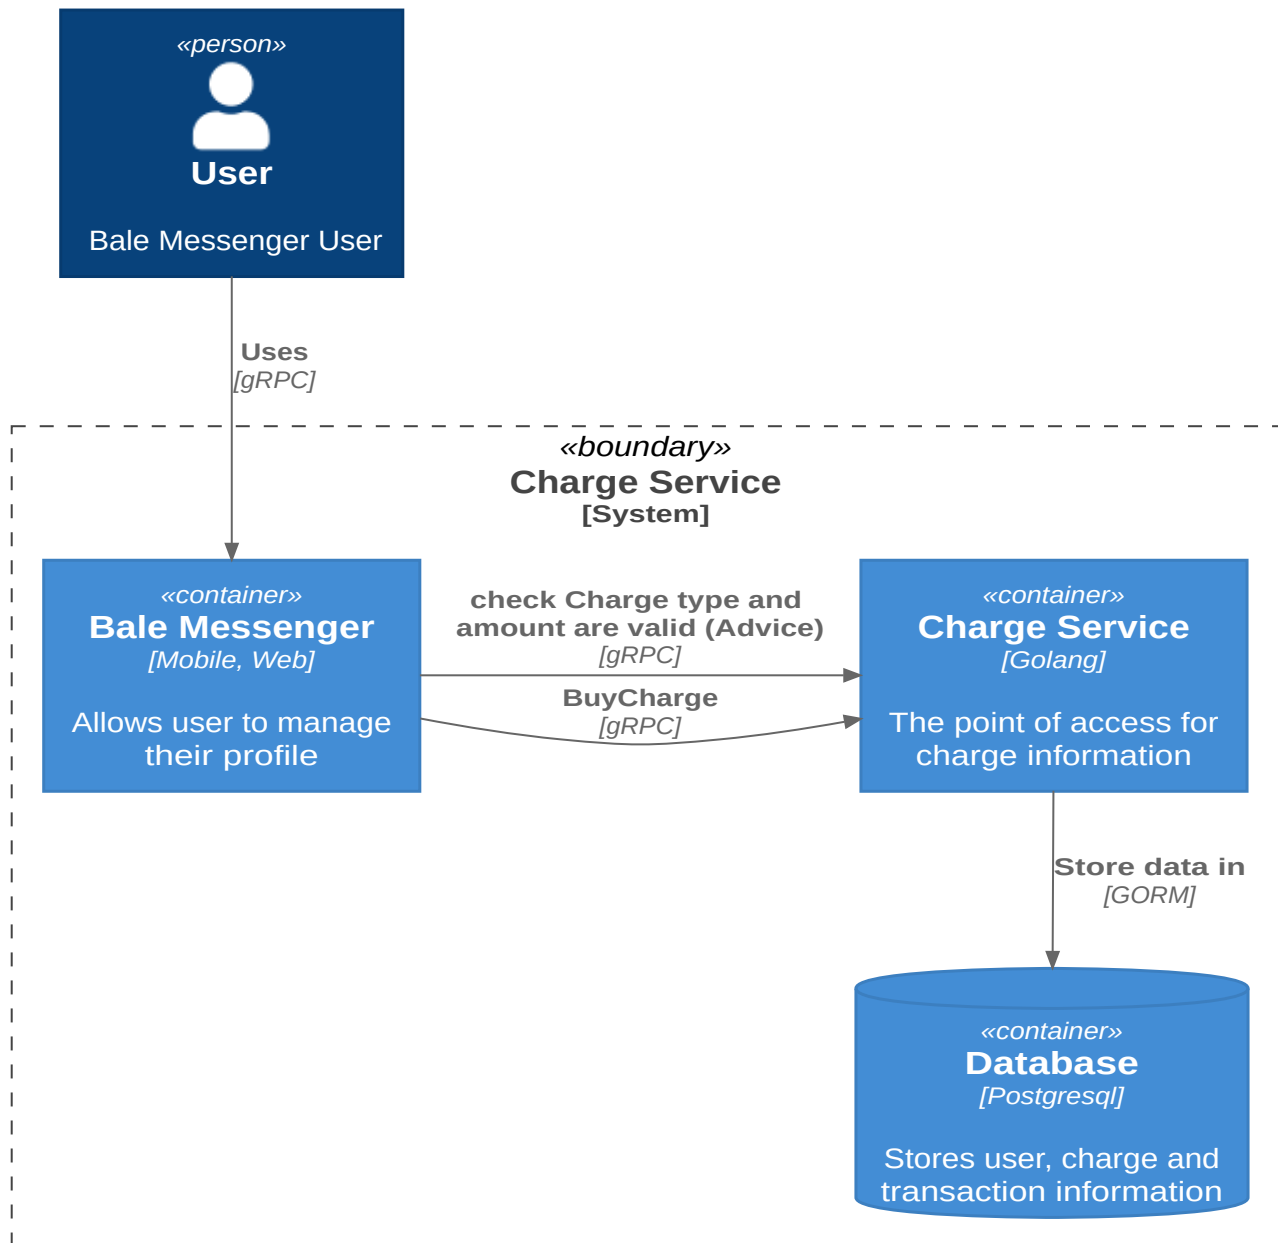 «person»
User
Bale Messenger User
Uses
[gRPC]
«boundary»
Charge Service
[System]
«container»
Bale Messenger
[Mobile, Web]
Allows user to manage
their profile
check Charge type and
amount are valid (Advice)
[gRPC]
BuyCharge
[gRPC]
«container»
Charge Service
[Golang]
The point of access for
charge information
Store data in
[GORM]
«container»
Database
[Postgresql]
Stores user, charge and
transaction information